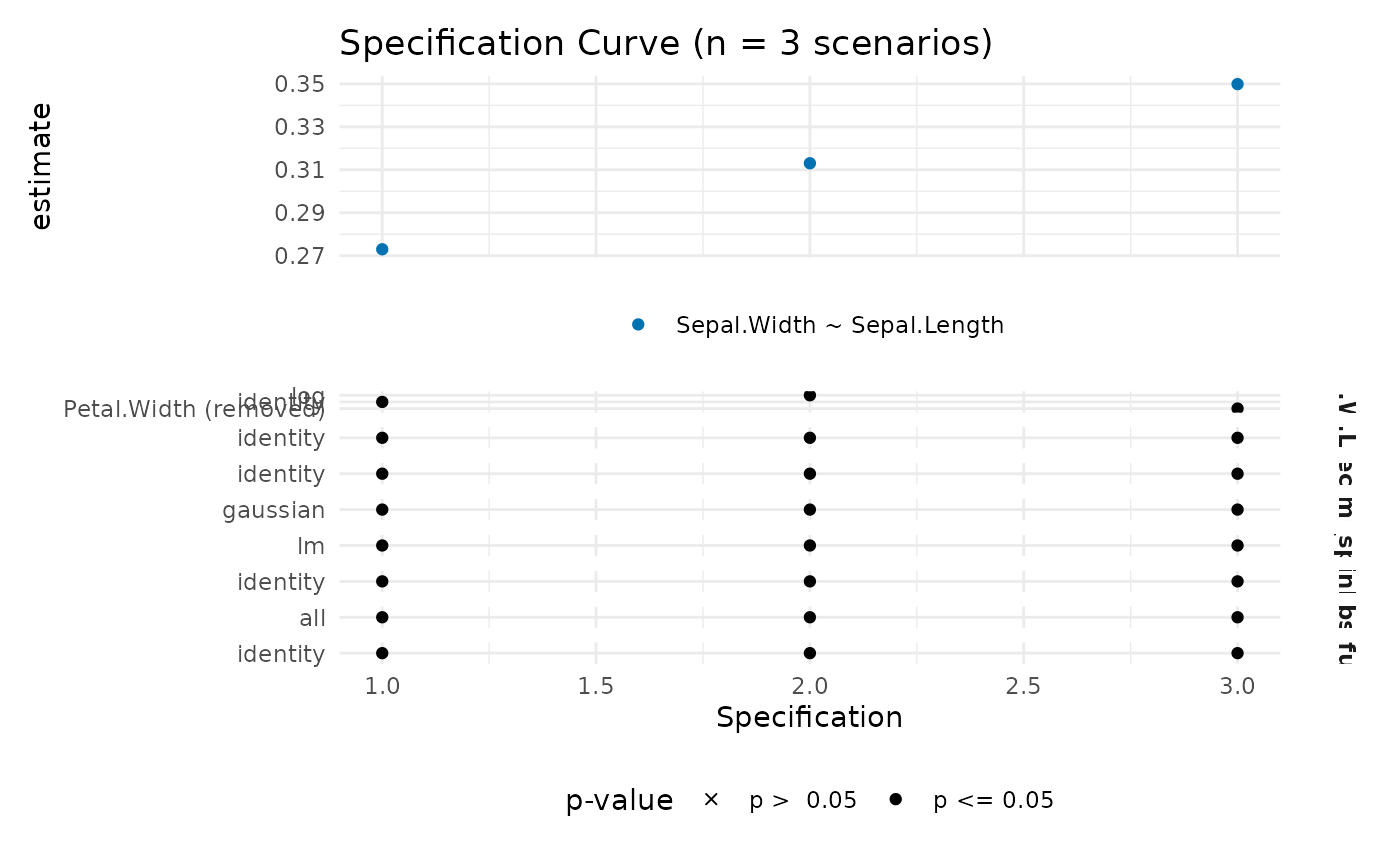 Specification Curve (n = 3 scenarios)
estimate
0.35
0.33
0.31
0.29
0.27
Sepal.Width ~ Sepal.Length
log
identity
Petal.Width (removed)
identity
identity
gaussian
lm
identity
all
identity
1.0 1.5 2.0 2.5 3.0
Specification
p-value × p > 0.05 p <= 0.05